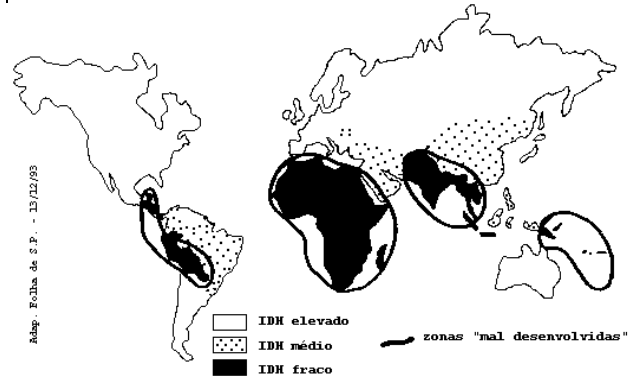 Adap. Folha de S.P. - 13/12/93
IDH elevado
IDH médio
IDH fraco
zonas "mal desenvolvidas"